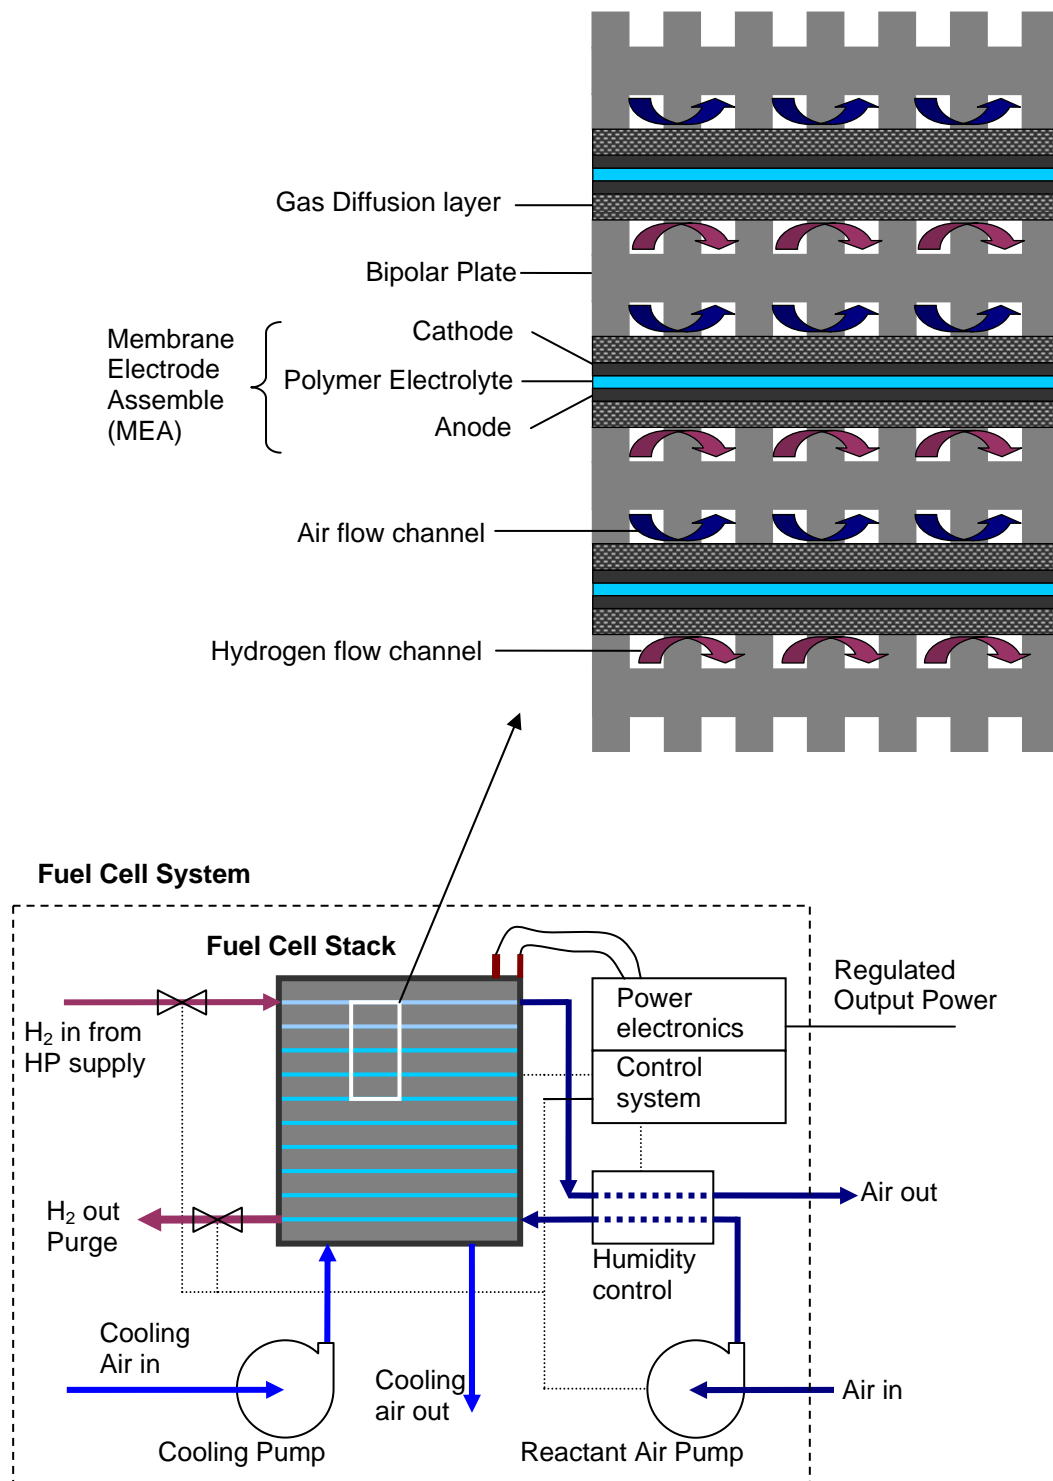 Gas Diffusion layer
Bipolar Plate
Cathode
Membrane
Electrode
Assemble
(MEA)
Polymer Electrolyte
Anode
Air flow channel
Hydrogen flow channel
Fuel Cell System
Fuel Cell Stack
Regulated
Output Power
Power
electronics
H₂ in from
HP supply
Control
system
Air out
H₂ out
Purge
Humidity
control
Cooling
Air in
Cooling
air out
Air in
Cooling Pump
Reactant Air Pump